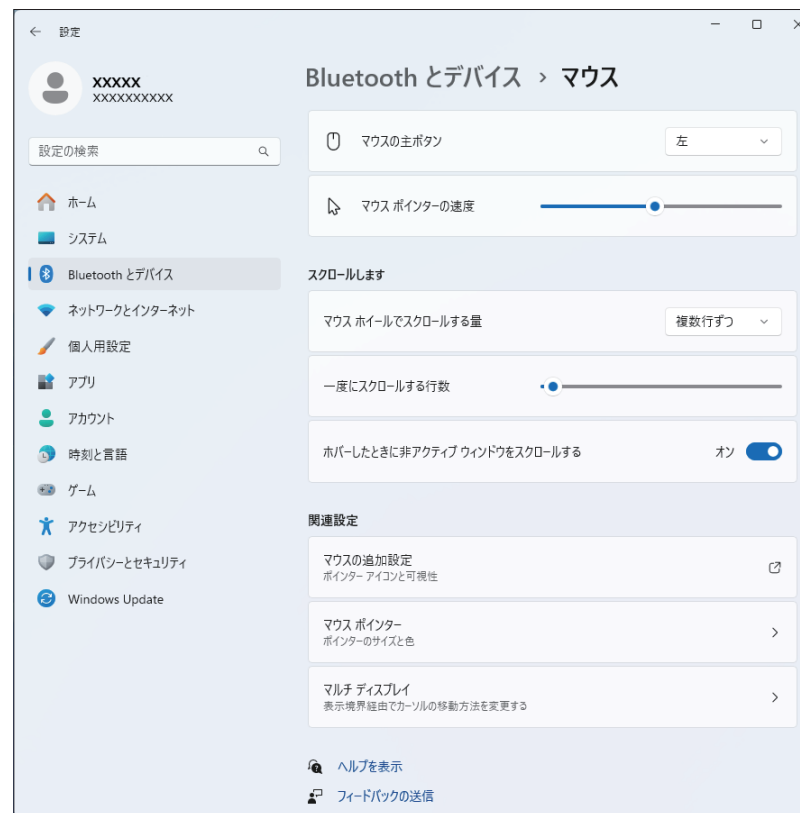 設定
XXXXX
XXXXXXXXXX
設定の検索
ホーム
システム
Bluetooth とデバイス
ネットワークとインターネット
個人用設定
アプリ
アカウント
時刻と言語
ゲーム
アクセシビリティ
プライバシーとセキュリティ
Windows Update
Bluetooth とデバイス › マウス
マウスの主ボタン 左
マウス ポインターの速度
スクロールします
マウス ホイールでスクロールする量 複数行ずつ
一度にスクロールする行数
ホバーしたときに非アクティブ ウィンドウをスクロールする オン
関連設定
マウスの追加設定
ポインター アイコンと可視性
マウス ポインター
ポインターのサイズと色
マルチ ディスプレイ
表示境界経由でカーソルの移動方法を変更する
ヘルプを表示
フィードバックの送信